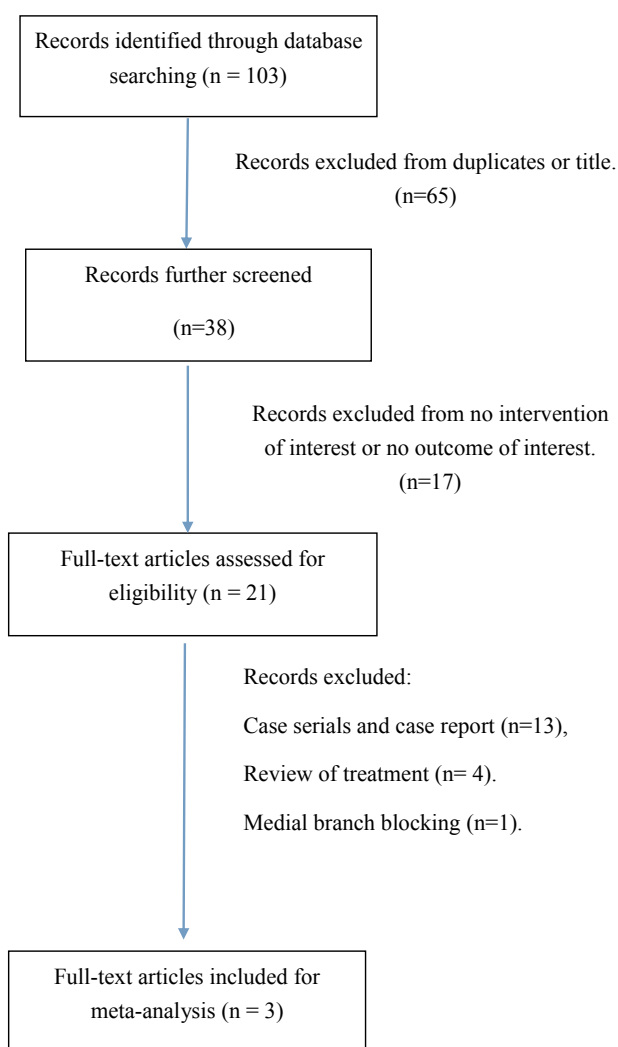 Records identified through database
searching (n = 103)
Records excluded from duplicates or title.
(n=65)
Records further screened
(n=38)
Records excluded from no intervention
of interest or no outcome of interest.
(n=17)
Full-text articles assessed for
eligibility (n = 21)
Records excluded:
Case serials and case report (n=13),
Review of treatment (n= 4).
Medial branch blocking (n=1).
Full-text articles included for
meta-analysis (n = 3)